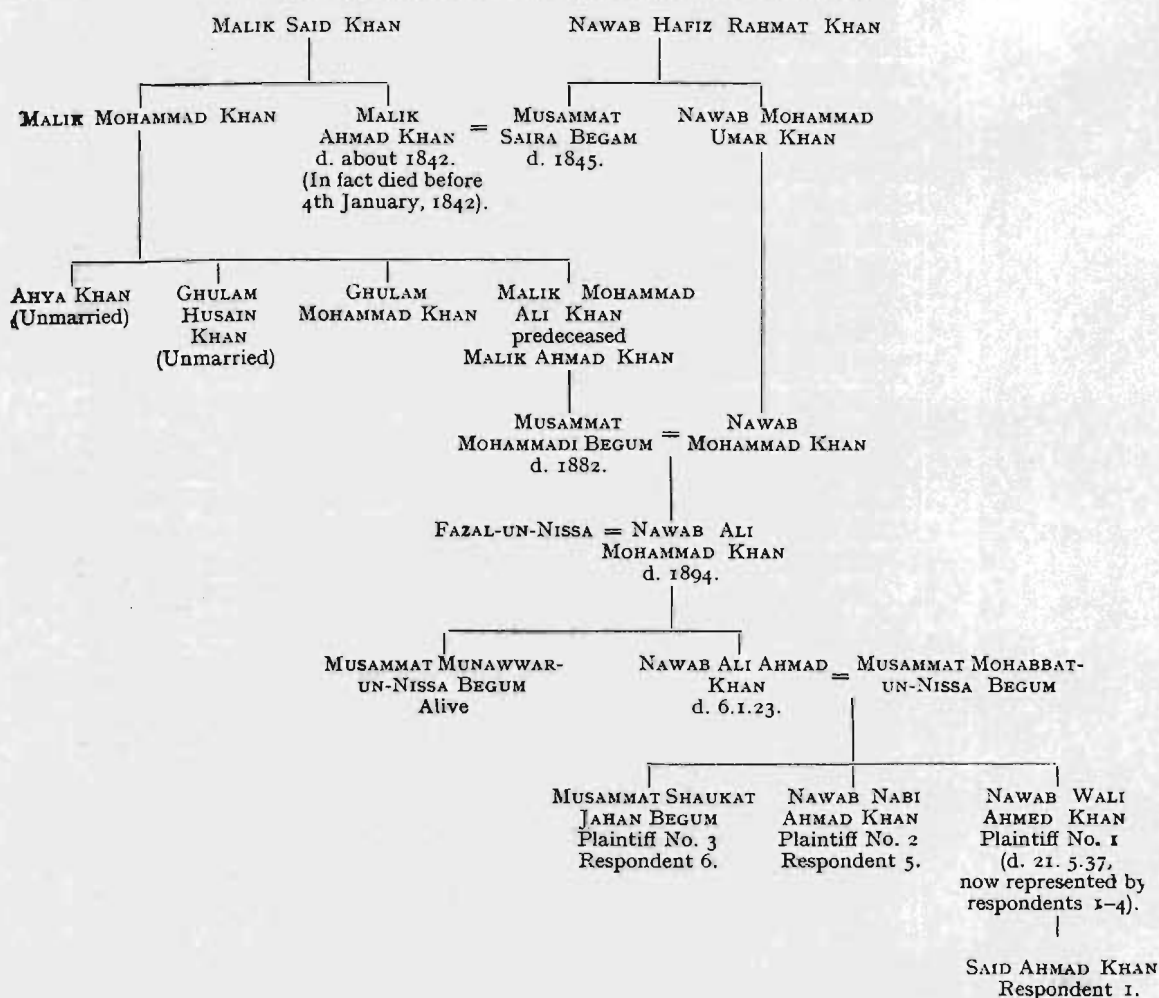 MALIK SAID KHAN
NAWAB HAFIZ RAHMAT KHAN
MALIK MOHAMMAD KHAN
MALIK
AHMAD KHAN
d. about 1842.
(In fact died before
4th January, 1842).
=
MUSAMMAT
SAIRA BEGAM
d. 1845.
NAWAB MOHAMMAD
UMAR KHAN
AHYA KHAN
(Unmarried)
GHULAM
HUSAIN
KHAN
(Unmarried)
GHULAM
MOHAMMAD KHAN
MALIK MOHAMMAD
ALI KHAN
predeceased
MALIK AHMAD KHAN
MUSAMMAT
MOHAMMADI BEGUM
d. 1882.
=
NAWAB
MOHAMMAD KHAN
FAZAL-UN-NISSA = NAWAB ALI
MOHAMMAD KHAN
d. 1894.
MUSAMMAT MUNAWWAR-
UN-NISSA BEGUM
Alive
NAWAB ALI AHMAD
KHAN
d. 6.1.23.
=
MUSAMMAT MOHABBAT-
UN-NISSA BEGUM
MUSAMMAT SHAUKAT
JAHAN BEGUM
Plaintiff No. 3
Respondent 6.
NAWAB NABI
AHMAD KHAN
Plaintiff No. 2
Respondent 5.
NAWAB WALI
AHMED KHAN
Plaintiff No. 1
(d. 21. 5.37,
now represented by
respondents 1–4).
SAID AHMAD KHAN
Respondent 1.